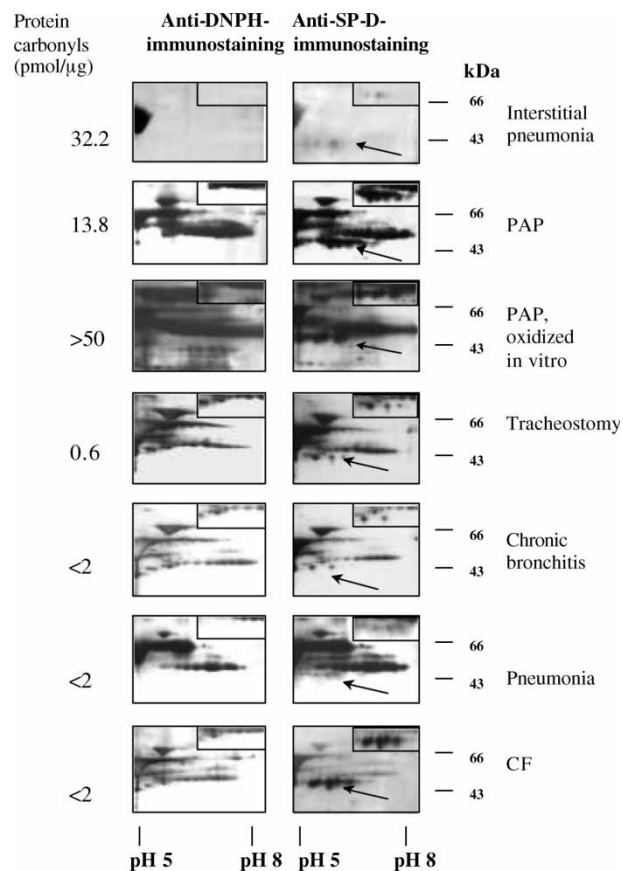 Protein
carbonyls
(pmol/μg)
Anti-DNPH-
immunostaining
Anti-SP-D-
immunostaining
kDa
32.2
66
43
Interstitial
pneumonia
13.8
66
43
PAP
>50
66
43
PAP,
oxidized
in vitro
0.6
66
43
Tracheostomy
<2
66
43
Chronic
bronchitis
<2
66
43
Pneumonia
<2
66
43
CF
pH 5
pH 8
pH 5
pH 8